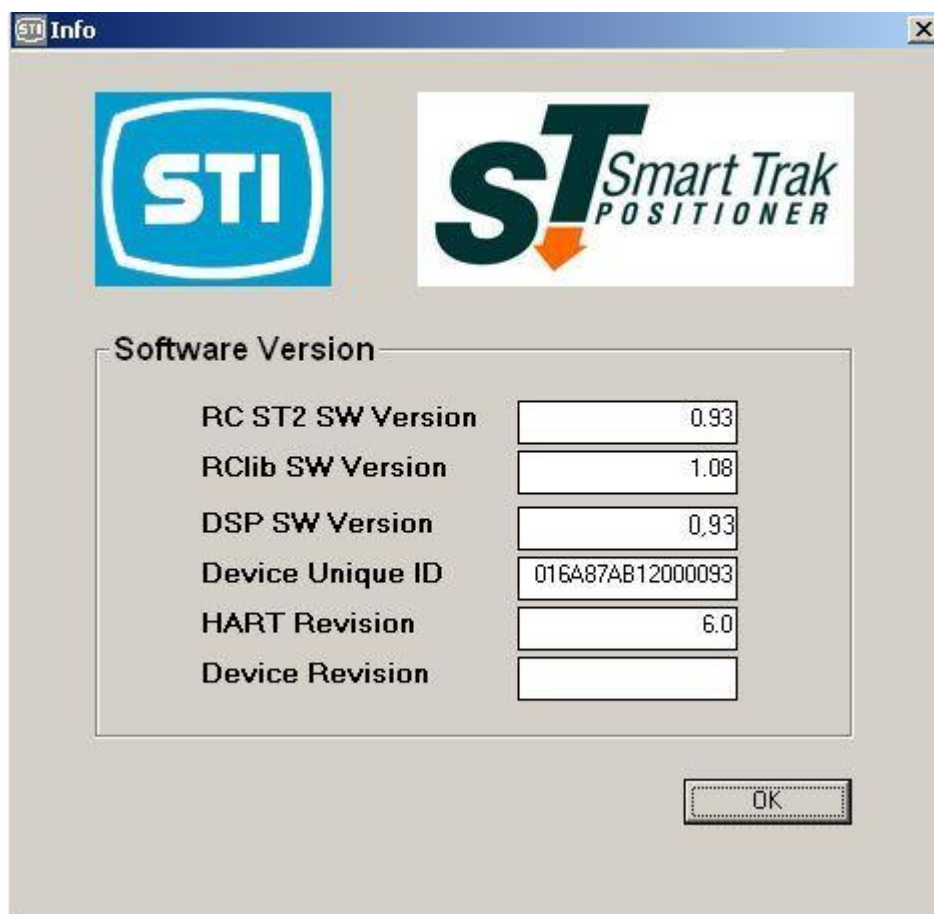 Info
STI
ST Smart Trak
POSITIONER
Software Version
RC ST2 SW Version 0.93
RClib SW Version 1.08
DSP SW Version 0,93
Device Unique ID 016A87AB12000093
HART Revision 6.0
Device Revision
OK